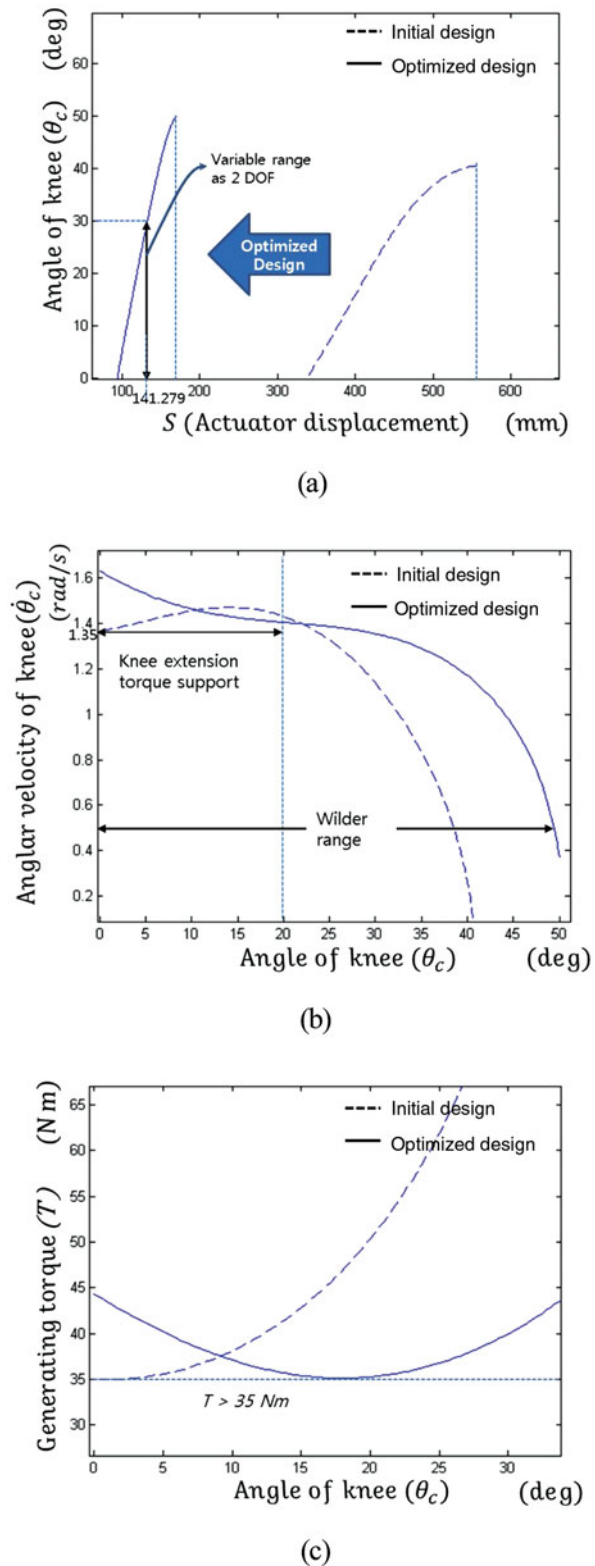 Initial design
Optimized design
Angle of knee (θc) (deg)
60
50
40
30
20
10
0
Variable range
as 2 DOF
Optimized
Design
100 200 300 400 500 600
141.279
S (Actuator displacement) (mm)
(a)
Anglar velocity of knee(θ̇c)
(rad/s)
1.6
1.4
1.35
1
0.8
0.6
0.4
0.2
Initial design
Optimized design
Knee extension
torque support
Wilder
range
0 5 10 15 20 25 30 35 40 45 50
Angle of knee (θc) (deg)
(b)
Generating torque (T) (Nm)
65
60
55
50
45
40
35
30
Initial design
Optimized design
T > 35 Nm
0 5 10 15 20 25 30
Angle of knee (θc) (deg)
(c)